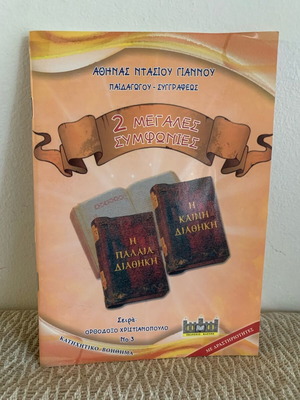 ΑΘΗΝΑΣ ΝΤΑΣΙΟΥ ΓΙΑΝΝΟΥ
ΠΑΙΔΑΓΩΓΟΥ - ΣΥΓΓΡΑΦΕΩΣ
2 ΜΕΓΑΛΕΣ
ΣΥΜΦΩΝΙΕΣ
Η
ΠΑΛΑΙΑ
ΔΙΑΘΗΚΗ
Η
ΚΑΙΝΗ
ΔΙΑΘΗΚΗ
Σειρά
ΟΡΘΟΔΟΞΟ ΧΡΙΣΤΙΑΝΟΠΟΥΛΟ
Νο 3
ΚΑΤΗΧΗΤΙΚΟ ΒΟΗΘΗΜΑ
ΜΕ ΔΡΑΣΤΗΡΙΟΤΗΤΕΣ